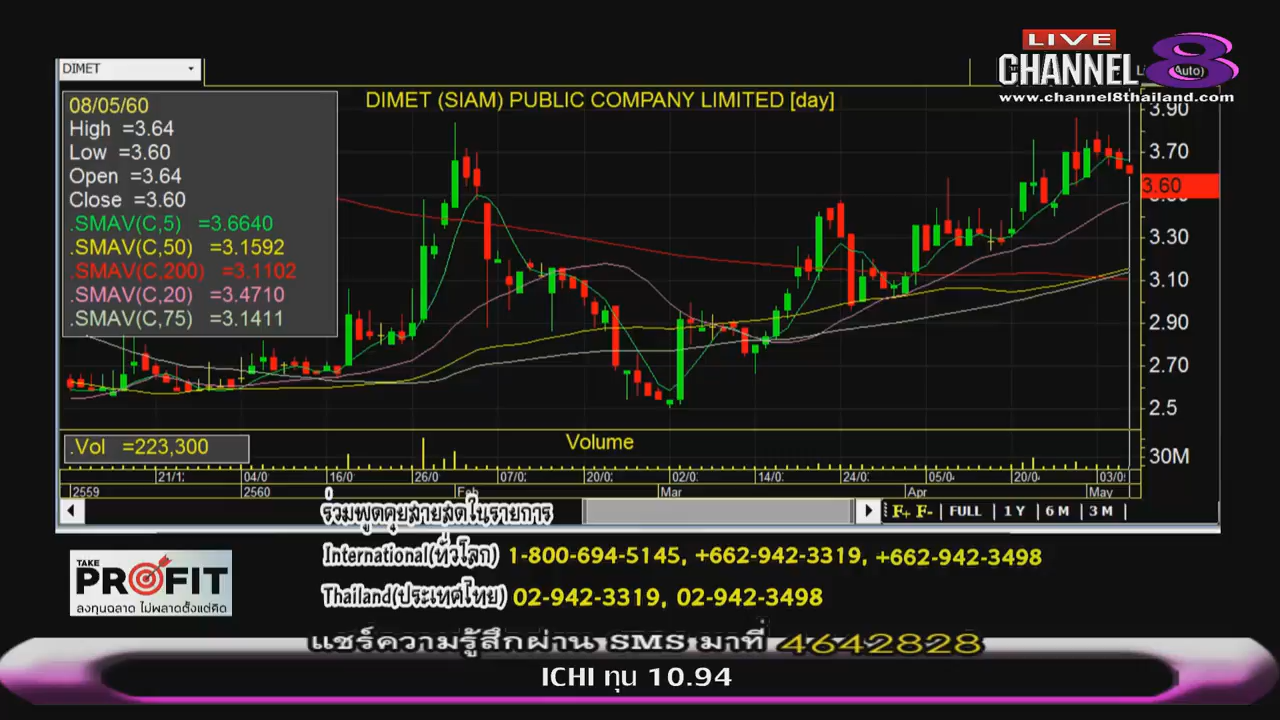 LIVE
CHANNEL 8
www.channel8thailand.com
DIMET
(Auto)
DIMET (SIAM) PUBLIC COMPANY LIMITED [day]
08/05/60
High =3.64
Low =3.60
Open =3.64
Close =3.60
.SMAV(C,5) =3.6640
.SMAV(C,50) =3.1592
.SMAV(C,200) =3.1102
.SMAV(C,20) =3.4710
.SMAV(C,75) =3.1411
3.90
3.70
3.60
3.30
3.10
2.90
2.70
2.5
.Vol =223,300
Volume
30M
21/1: 04/0 16/0 26/0 07/0: 20/0: 02/0: 14/0: 24/0: 05/0 20/0 03/0
2559 2560 Feb Mar Apr May
F+ F- FULL 1 Y 6 M 3 M
ร่วมพูดคุยสายสดในรายการ
International(ทั่วโลก) 1-800-694-5145, +662-942-3319, +662-942-3498
Thailand(ประเทศไทย) 02-942-3319, 02-942-3498
TAKE
PROFIT
ลงทุนฉลาด ไม่พลาดตั้งแต่คิด
แชร์ความรู้สึกผ่าน SMS มาที่ 4642828
ICHI ทุน 10.94